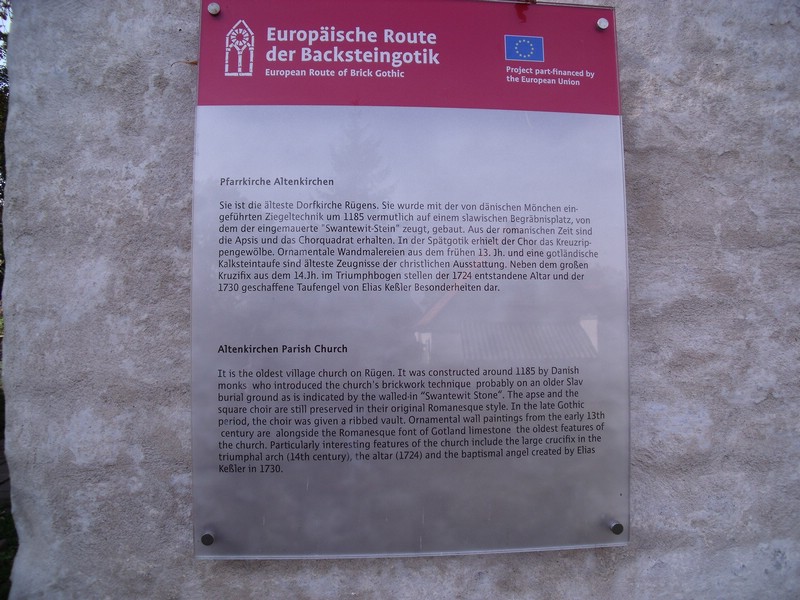 Europäische Route
der Backsteingotik
European Route of Brick Gothic
Project part-financed by
the European Union
Pfarrkirche Altenkirchen
Sie ist die älteste Dorfkirche Rügens. Sie wurde mit der von dänischen Mönchen ein-
geführten Ziegeltechnik um 1185 vermutlich auf einem slawischen Begräbnisplatz, von
dem der eingemauerte "Swantewit-Stein" zeugt, gebaut. Aus der romanischen Zeit sind
die Apsis und das Chorquadrat erhalten. In der Spätgotik erhielt der Chor das Kreuzrip-
pengewölbe. Ornamentale Wandmalereien aus dem frühen 13. Jh. und eine gotländische
Kalksteintaufe sind älteste Zeugnisse der christlichen Ausstattung. Neben dem großen
Kruzifix aus dem 14.Jh. im Triumphbogen stellen der 1724 entstandene Altar und der
1730 geschaffene Taufengel von Elias Keßler Besonderheiten dar.
Altenkirchen Parish Church
It is the oldest village church on Rügen. It was constructed around 1185 by Danish
monks who introduced the church's brickwork technique probably on an older Slav
burial ground as is indicated by the walled-in "Swantewit Stone". The apse and the
square choir are still preserved in their original Romanesque style. In the late Gothic
period, the choir was given a ribbed vault. Ornamental wall paintings from the early 13th
century are alongside the Romanesque font of Gotland limestone the oldest features of
the church. Particularly interesting features of the church include the large crucifix in the
triumphal arch (14th century), the altar (1724) and the baptismal angel created by Elias
Keßler in 1730.